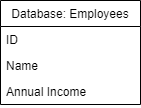 Database: Employees
ID
Name
Annual Income